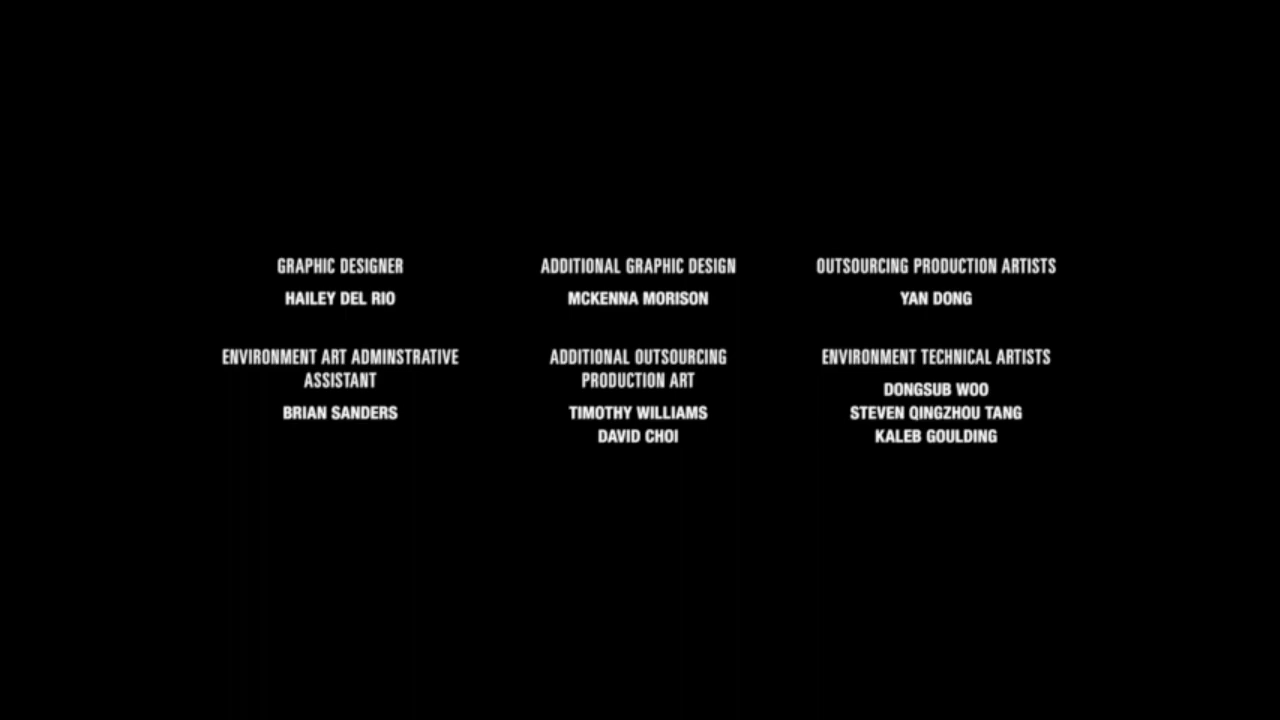 GRAPHIC DESIGNER
HAILEY DEL RIO
ADDITIONAL GRAPHIC DESIGN
MCKENNA MORISON
OUTSOURCING PRODUCTION ARTISTS
YAN DONG
ENVIRONMENT ART ADMINSTRATIVE
ASSISTANT
BRIAN SANDERS
ADDITIONAL OUTSOURCING
PRODUCTION ART
TIMOTHY WILLIAMS
DAVID CHOI
ENVIRONMENT TECHNICAL ARTISTS
DONGSUB WOO
STEVEN QINGZHOU TANG
KALEB GOULDING